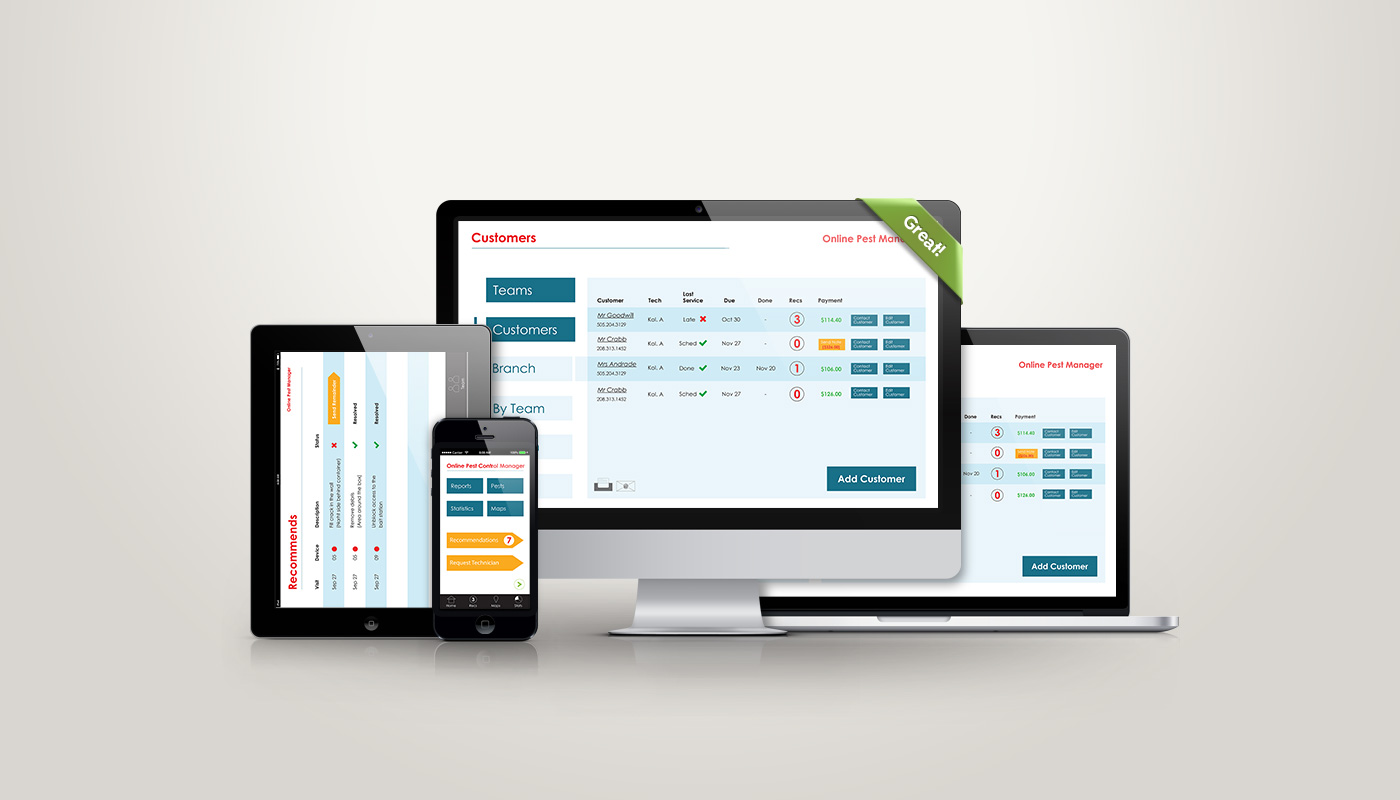 Customers
Online Pest Man
Great!
Teams
Customers
Branch
By Team
Customer Tech Last Service Due Done Recs Payment
Mr Goodwill Kol. A Late Oct 30 - 3 $114.40 Contact Customer Edit Customer
505.204.3129
Mr Crabb Kol. A Sched Nov 27 - 0 Contact Customer Edit Customer
208.313.1452
Mrs Andrade Kol. A Done Nov 23 Nov 20 1 $106.00 Contact Customer Edit Customer
505.204.3129
Mr Crabb Kol. A Sched Nov 27 - 0 $126.00 Contact Customer Edit Customer
208.313.1452
Add Customer
Online Pest Manager
Recommends
Visit Device Description Status
Sep 27 05 Fill crack in the wall
(North side behind container)
Send Remainder
Sep 27 05 Remove debris
(Area around the box)
Resolved
Sep 27 09 Unblock access to the
bait station
Resolved
Team
Carrier 100%
Online Pest Control Manager
Reports Pests
Statistics Maps
Recommendations 7
Request Technician
Home Recs Maps Stats
3
Online Pest Manager
Done Recs Payment
- 3 $114.40 Contact Customer Edit Customer
- 0 Contact Customer Edit Customer
Nov 20 1 $106.00 Contact Customer Edit Customer
- 0 $126.00 Contact Customer Edit Customer
Add Customer